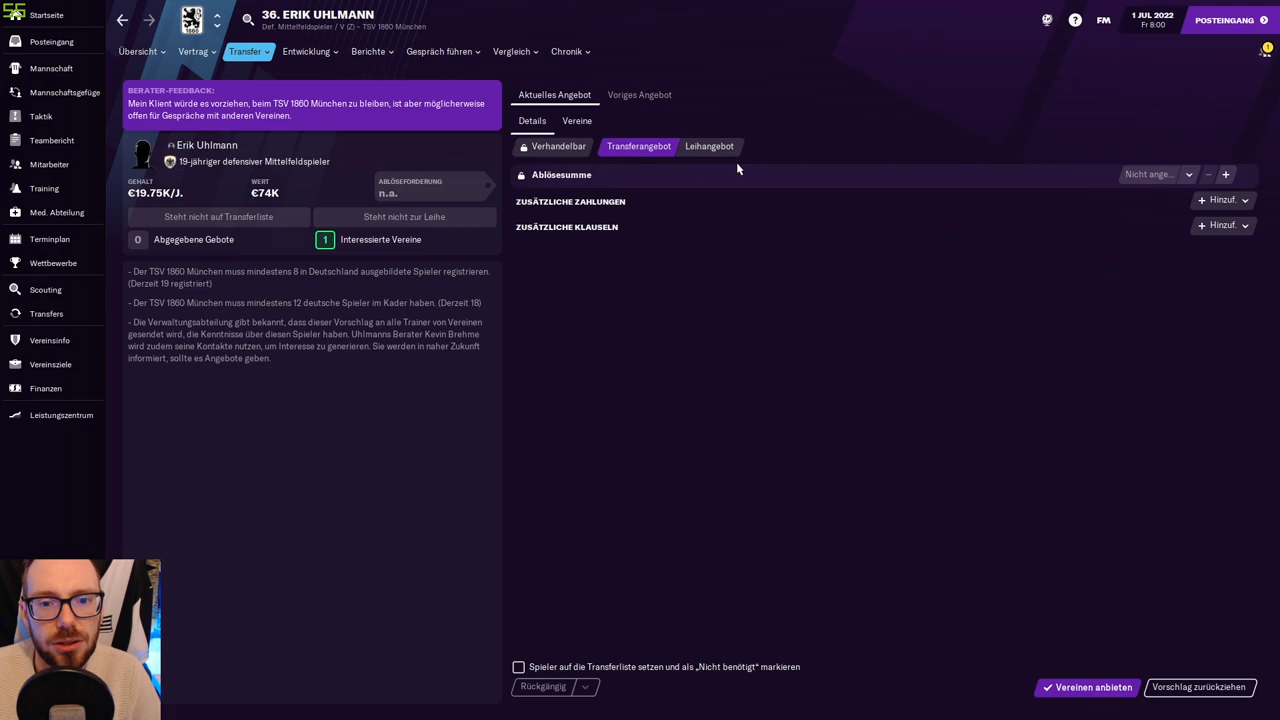 SF
Startseite
Posteingang
Mannschaft
Mannschaftsgefüge
Taktik
Teambericht
Mitarbeiter
Training
Med. Abteilung
Terminplan
Wettbewerbe
Scouting
Transfers
Vereinsinfo
Vereinsziele
Finanzen
Leistungszentrum
1860
36. ERIK UHLMANN
Def. Mittelfeldspieler / V (Z) – TSV 1860 München
FM
1 JUL 2022
Fr 8:00
POSTEINGANG
Übersicht
Vertrag
Transfer
Entwicklung
Berichte
Gespräch führen
Vergleich
Chronik
BERATER-FEEDBACK:
Mein Klient würde es vorziehen, beim TSV 1860 München zu bleiben, ist aber möglicherweise
offen für Gespräche mit anderen Vereinen.
Erik Uhlmann
19-jähriger defensiver Mittelfeldspieler
GEHALT
€19.75K/J.
WERT
€74K
ABLÖSEFORDERUNG
n.a.
Steht nicht auf Transferliste
Steht nicht zur Leihe
0 Abgegebene Gebote
1 Interessierte Vereine
- Der TSV 1860 München muss mindestens 8 in Deutschland ausgebildete Spieler registrieren.
(Derzeit 19 registriert)
- Der TSV 1860 München muss mindestens 12 deutsche Spieler im Kader haben. (Derzeit 18)
- Die Verwaltungsabteilung gibt bekannt, dass dieser Vorschlag an alle Trainer von Vereinen
gesendet wird, die Kenntnisse über diesen Spieler haben. Uhlmanns Berater Kevin Brehme
wird zudem seine Kontakte nutzen, um Interesse zu generieren. Sie werden in naher Zukunft
informiert, sollte es Angebote geben.
Aktuelles Angebot
Voriges Angebot
Details
Vereine
Verhandelbar
Transferangebot
Leihangebot
Ablösesumme
Nicht ange...
ZUSÄTZLICHE ZAHLUNGEN
+ Hinzuf.
ZUSÄTZLICHE KLAUSELN
+ Hinzuf.
Spieler auf die Transferliste setzen und als „Nicht benötigt“ markieren
Rückgängig
Vereinen anbieten
Vorschlag zurückziehen